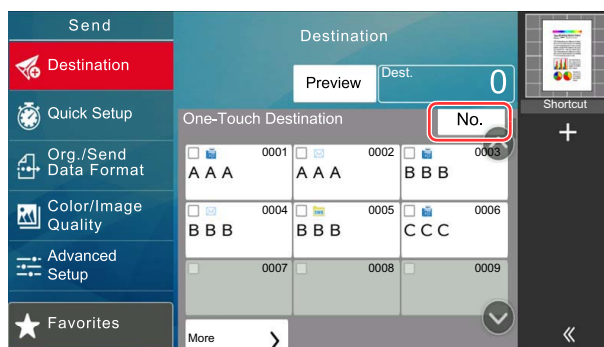 Send
Destination
Destination
Preview
Dest.
0
Quick Setup
One-Touch Destination
No.
Shortcut
Org./Send
Data Format
0001
AAA
0002
AAA
0003
BBB
Color/Image
Quality
0004
BBB
0005
BBB
0006
CCC
Advanced
Setup
0007
0008
0009
Favorites
More